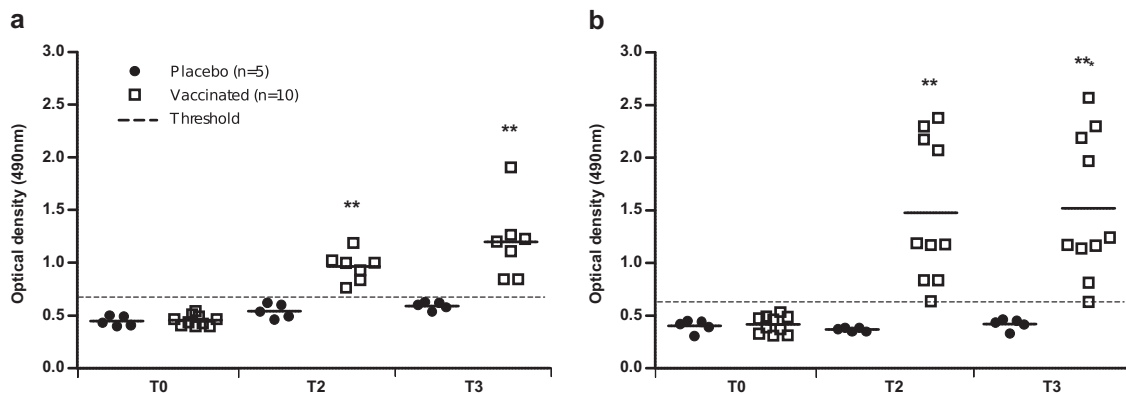 a
b
3.0
2.5
2.0
1.5
1.0
0.5
0.0
Optical density (490nm)
Placebo (n=5)
Vaccinated (n=10)
Threshold
**
**
T0
T2
T3
3.0
2.5
2.0
1.5
1.0
0.5
0.0
Optical density (490nm)
**
***
T0
T2
T3